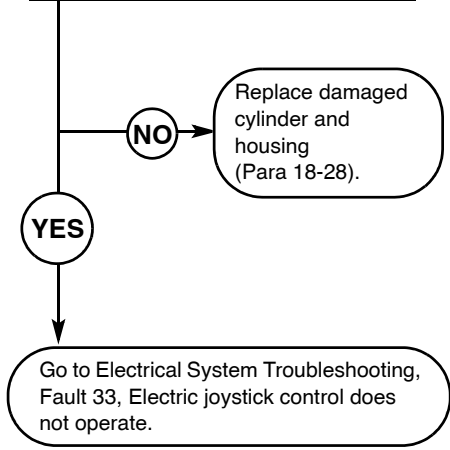 NO
Replace damaged
cylinder and
housing
(Para 18-28).
YES
Go to Electrical System Troubleshooting,
Fault 33, Electric joystick control does
not operate.